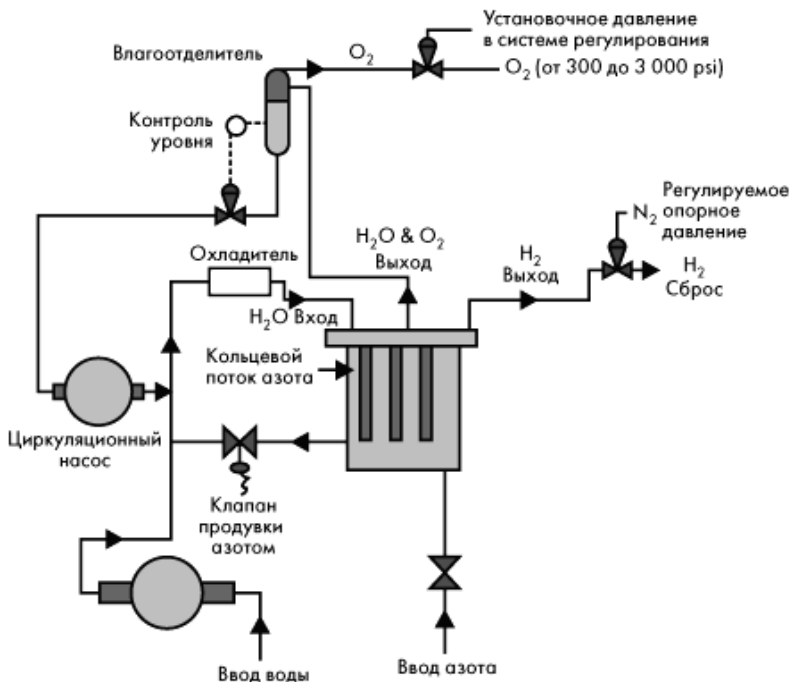 Установочное давление
в системе регулирования
O₂
O₂ (от 300 до 3 000 psi)
Влагоотделитель
Контроль
уровня
Регулируемое
опорное
давление
N₂
H₂O & O₂
Выход
H₂
Выход
H₂
Сброс
Охладитель
H₂O Вход
Кольцевой
поток азота
Циркуляционный
насос
Клапан
продувки
азотом
Ввод воды
Ввод азота